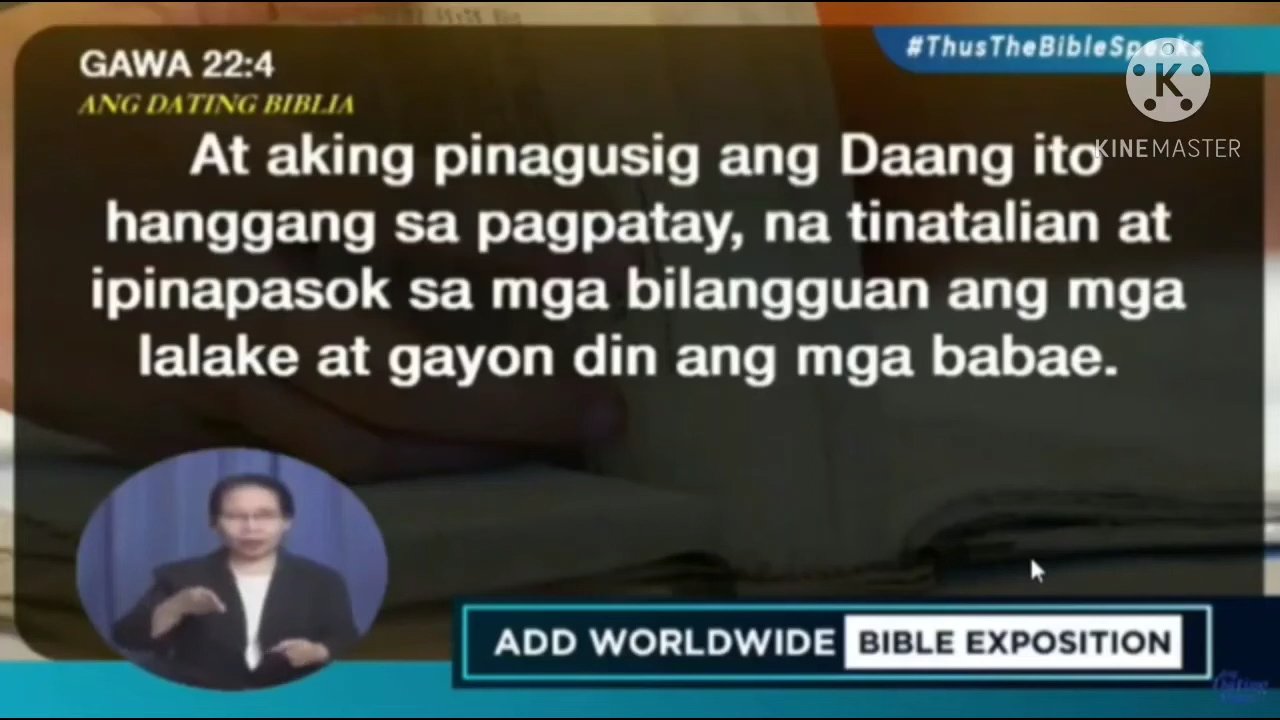 GAWA 22:4
#ThusTheBibleSpeaks
ANG DATING BIBLIA
K
KINEMASTER
At aking pinagusig ang Daang ito
hanggang sa pagpatay, na tinatalian at
ipinapasok sa mga bilangguan ang mga
lalake at gayon din ang mga babae.
ADD WORLDWIDE BIBLE EXPOSITION